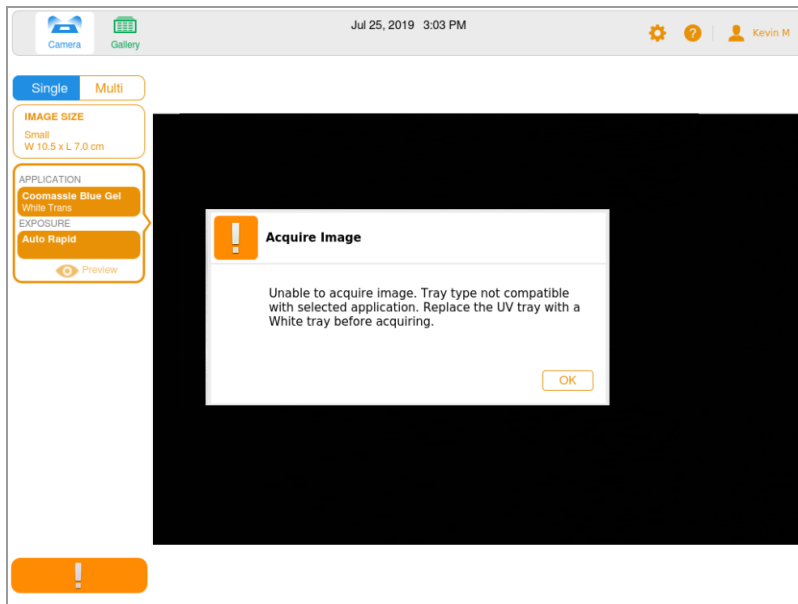 Jul 25, 2019 3:03 PM
Camera
Gallery
?
Kevin M
Single
Multi
IMAGE SIZE
Small
W 10.5 x L 7.0 cm
APPLICATION
Coomassie Blue Gel
White Trans
EXPOSURE
Auto Rapid
Preview
!
Acquire Image
Unable to acquire image. Tray type not compatible
with selected application. Replace the UV tray with a
White tray before acquiring.
OK
!